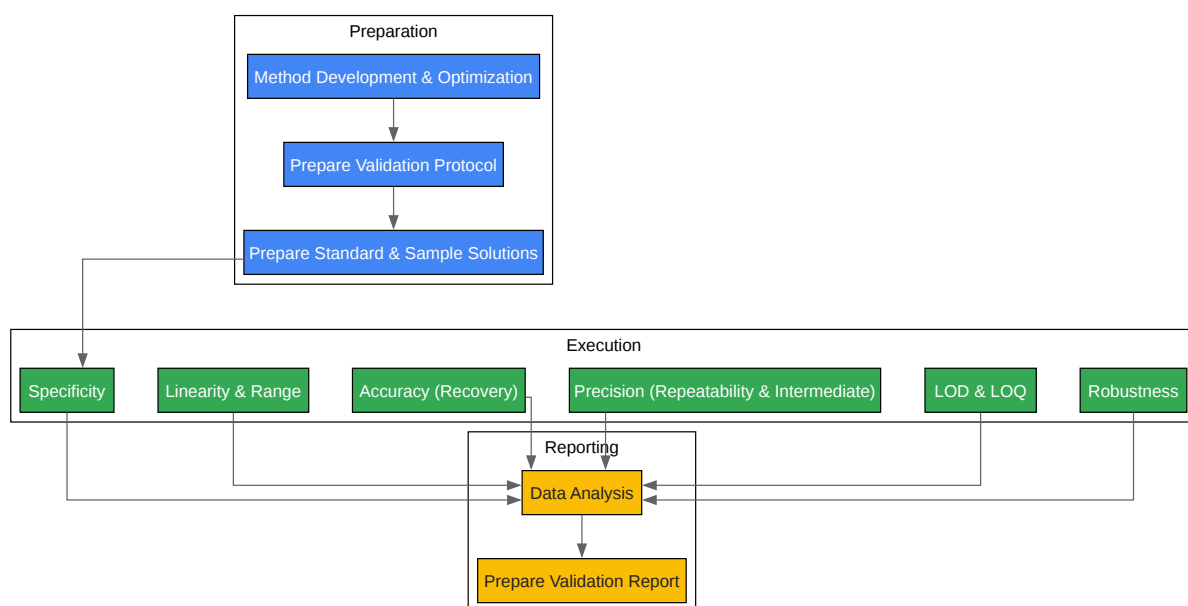 Preparation
Method Development & Optimization
Prepare Validation Protocol
Prepare Standard & Sample Solutions
Execution
Specificity
Linearity & Range
Accuracy (Recovery)
Precision (Repeatability & Intermediate)
LOD & LOQ
Robustness
Reporting
Data Analysis
Prepare Validation Report